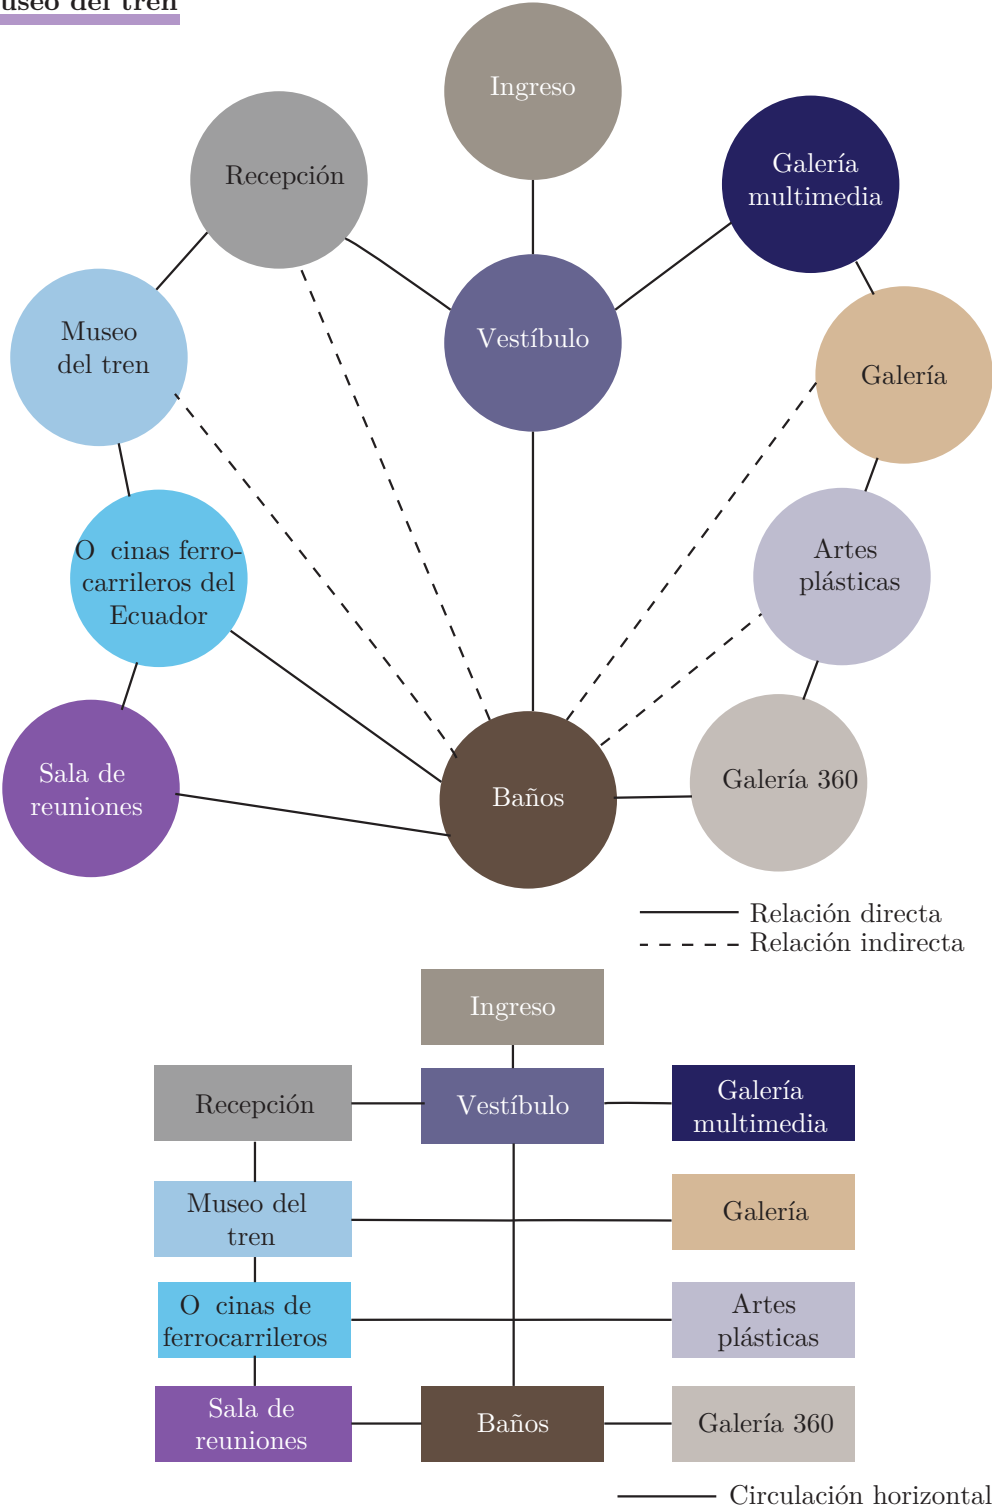 useo del tren
Ingreso
Recepción
Galería
multimedia
Museo
del tren
Vestíbulo
Galería
O cinas ferro-
carrileros del
Ecuador
Artes
plásticas
Sala de
reuniones
Baños
Galería 360
Relación directa
Relación indirecta
Ingreso
Recepción
Vestíbulo
Galería
multimedia
Museo del
tren
Galería
O cinas de
ferrocarrileros
Artes
plásticas
Sala de
reuniones
Baños
Galería 360
Circulación horizontal